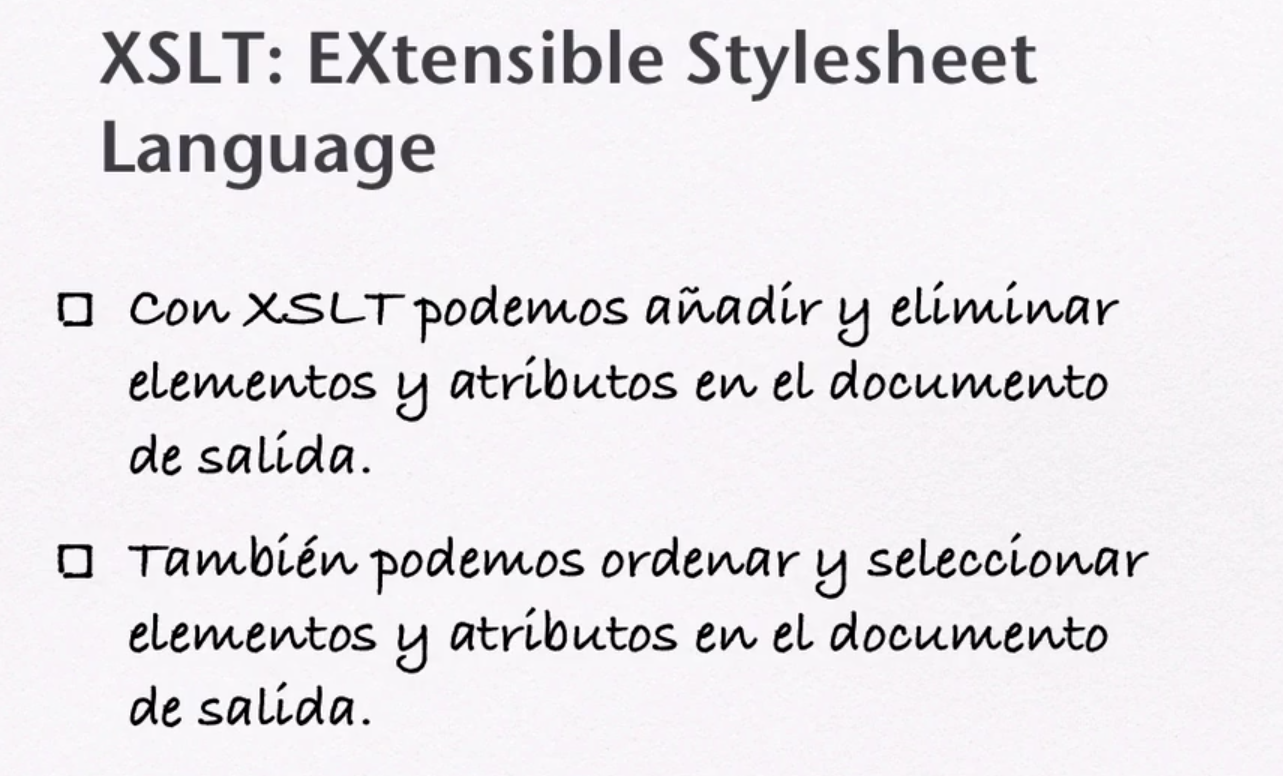 XSLT: EXtensible Stylesheet
Language
Con XSLT podemos añadir y eliminar
elementos y atributos en el documento
de salida.
También podemos ordenar y seleccionar
elementos y atributos en el documento
de salida.